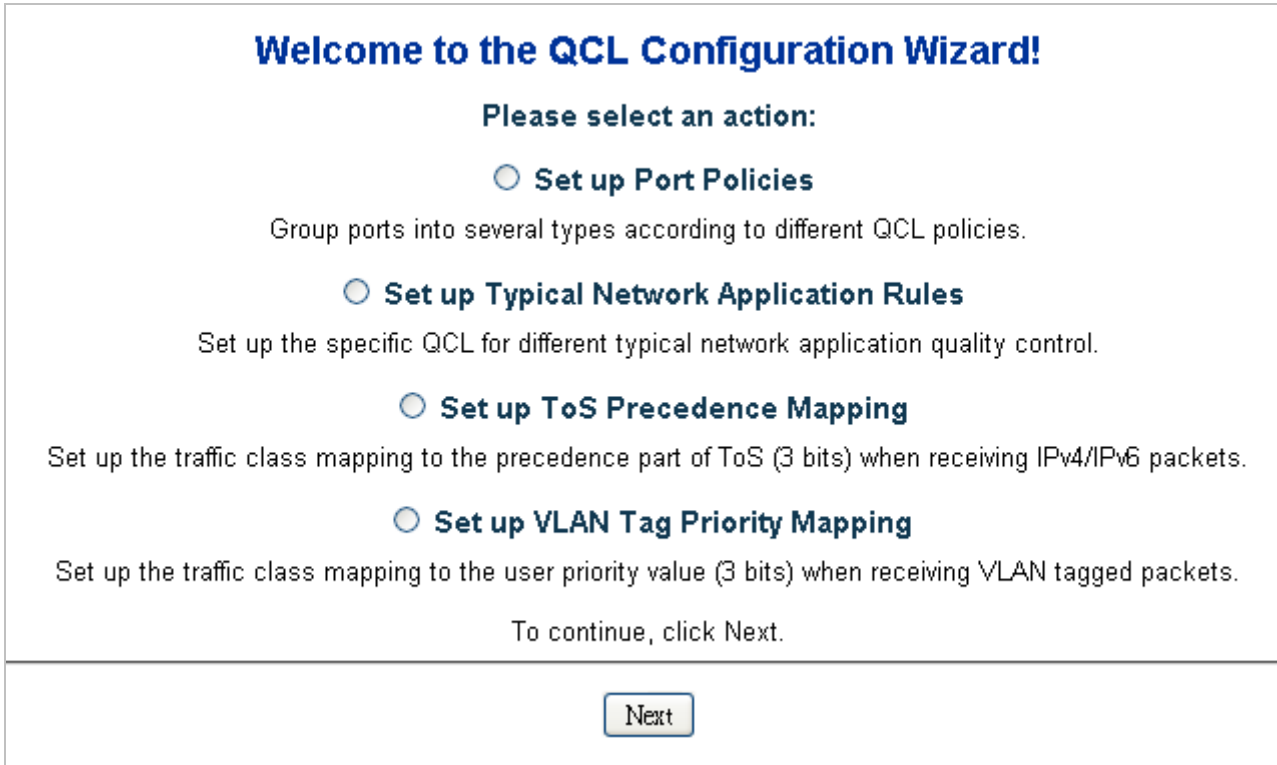 Welcome to the QCL Configuration Wizard!
Please select an action:
Set up Port Policies
Group ports into several types according to different QCL policies.
Set up Typical Network Application Rules
Set up the specific QCL for different typical network application quality control.
Set up ToS Precedence Mapping
Set up the traffic class mapping to the precedence part of ToS (3 bits) when receiving IPv4/IPv6 packets.
Set up VLAN Tag Priority Mapping
Set up the traffic class mapping to the user priority value (3 bits) when receiving VLAN tagged packets.
To continue, click Next.
Next